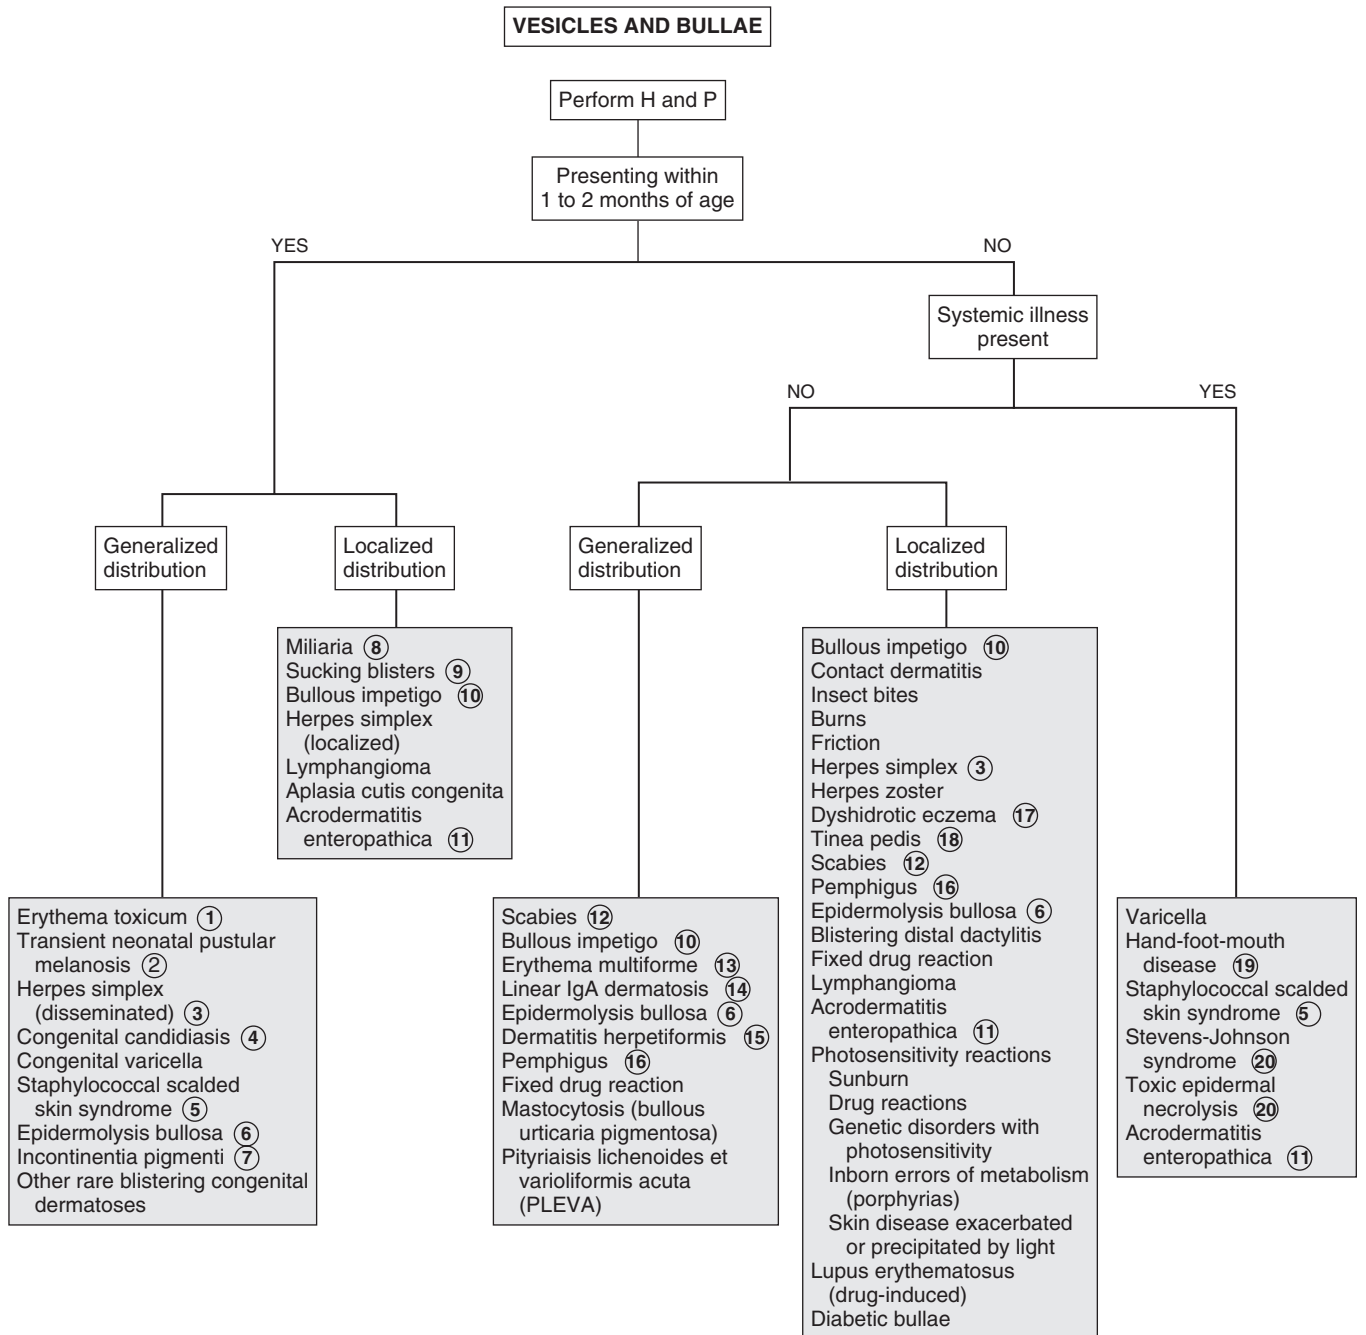 VESICLES AND BULLAE
Perform H and P
Presenting within
1 to 2 months of age
YES
NO
Systemic illness
present
NO
YES
Generalized
distribution
Localized
distribution
Generalized
distribution
Localized
distribution
Miliaria 8
Sucking blisters 9
Bullous impetigo 10
Herpes simplex
(localized)
Lymphangioma
Aplasia cutis congenita
Acrodermatitis
enteropathica 11
Bullous impetigo 10
Contact dermatitis
Insect bites
Burns
Friction
Herpes simplex 3
Herpes zoster
Dyshidrotic eczema 17
Tinea pedis 18
Scabies 12
Pemphigus 16
Epidermolysis bullosa 6
Blistering distal dactylitis
Fixed drug reaction
Lymphangioma
Acrodermatitis
enteropathica 11
Photosensitivity reactions
Sunburn
Drug reactions
Genetic disorders with
photosensitivity
Inborn errors of metabolism
(porphyrias)
Skin disease exacerbated
or precipitated by light
Lupus erythematosus
(drug-induced)
Diabetic bullae
Erythema toxicum 1
Transient neonatal pustular
melanosis 2
Herpes simplex
(disseminated) 3
Congenital candidiasis 4
Congenital varicella
Staphylococcal scalded
skin syndrome 5
Epidermolysis bullosa 6
Incontinentia pigmenti 7
Other rare blistering congenital
dermatoses
Scabies 12
Bullous impetigo 10
Erythema multiforme 13
Linear IgA dermatosis 14
Epidermolysis bullosa 6
Dermatitis herpetiformis 15
Pemphigus 16
Fixed drug reaction
Mastocytosis (bullous
urticaria pigmentosa)
Pityriaisis lichenoides et
varioliformis acuta
(PLEVA)
Varicella
Hand-foot-mouth
disease 19
Staphylococcal scalded
skin syndrome 5
Stevens-Johnson
syndrome 20
Toxic epidermal
necrolysis 20
Acrodermatitis
enteropathica 11